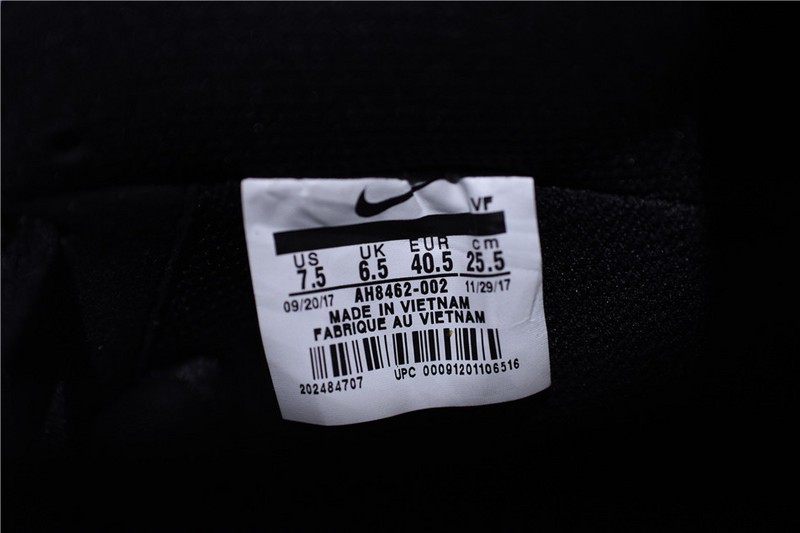 VF
US UK EUR cm
7.5 6.5 40.5 25.5
09/20/17 AH8462-002 11/29/17
MADE IN VIETNAM
FABRIQUE AU VIETNAM
202484707 UPC 00091201106516